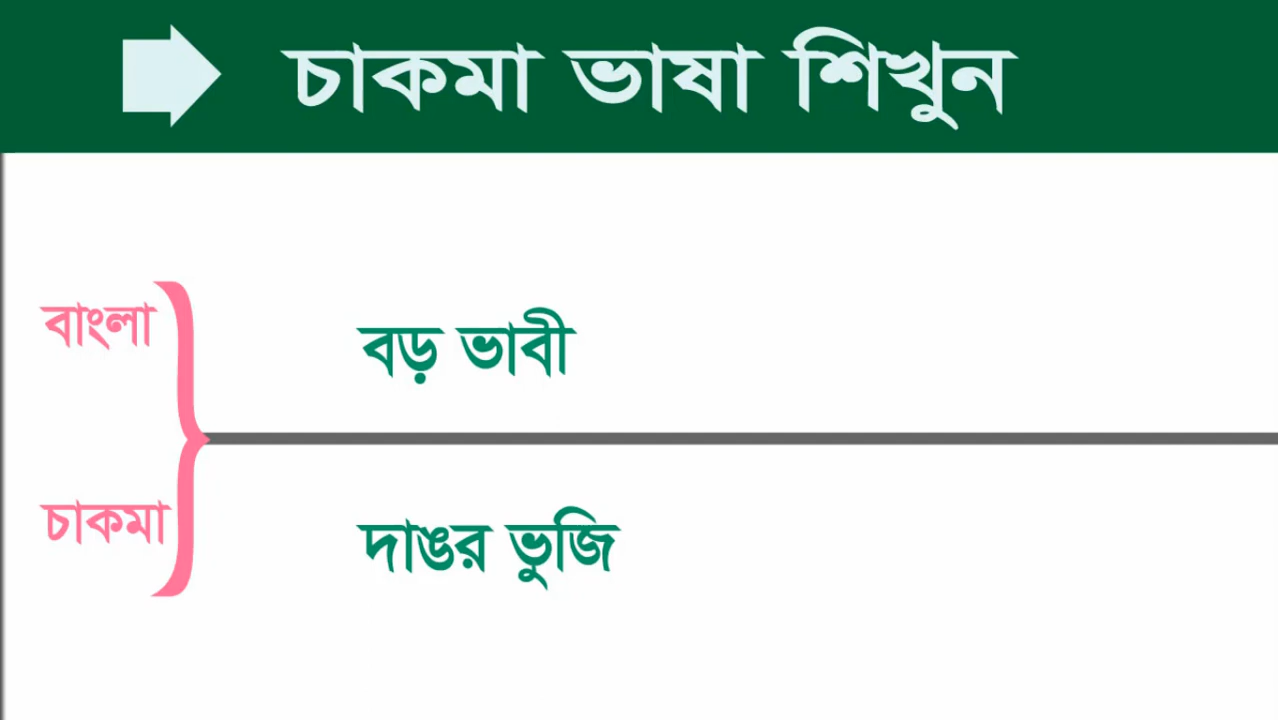 চাকমা ভাষা শিখুন
বাংলা
বড় ভাবী
চাকমা
দাঙর ভুজি